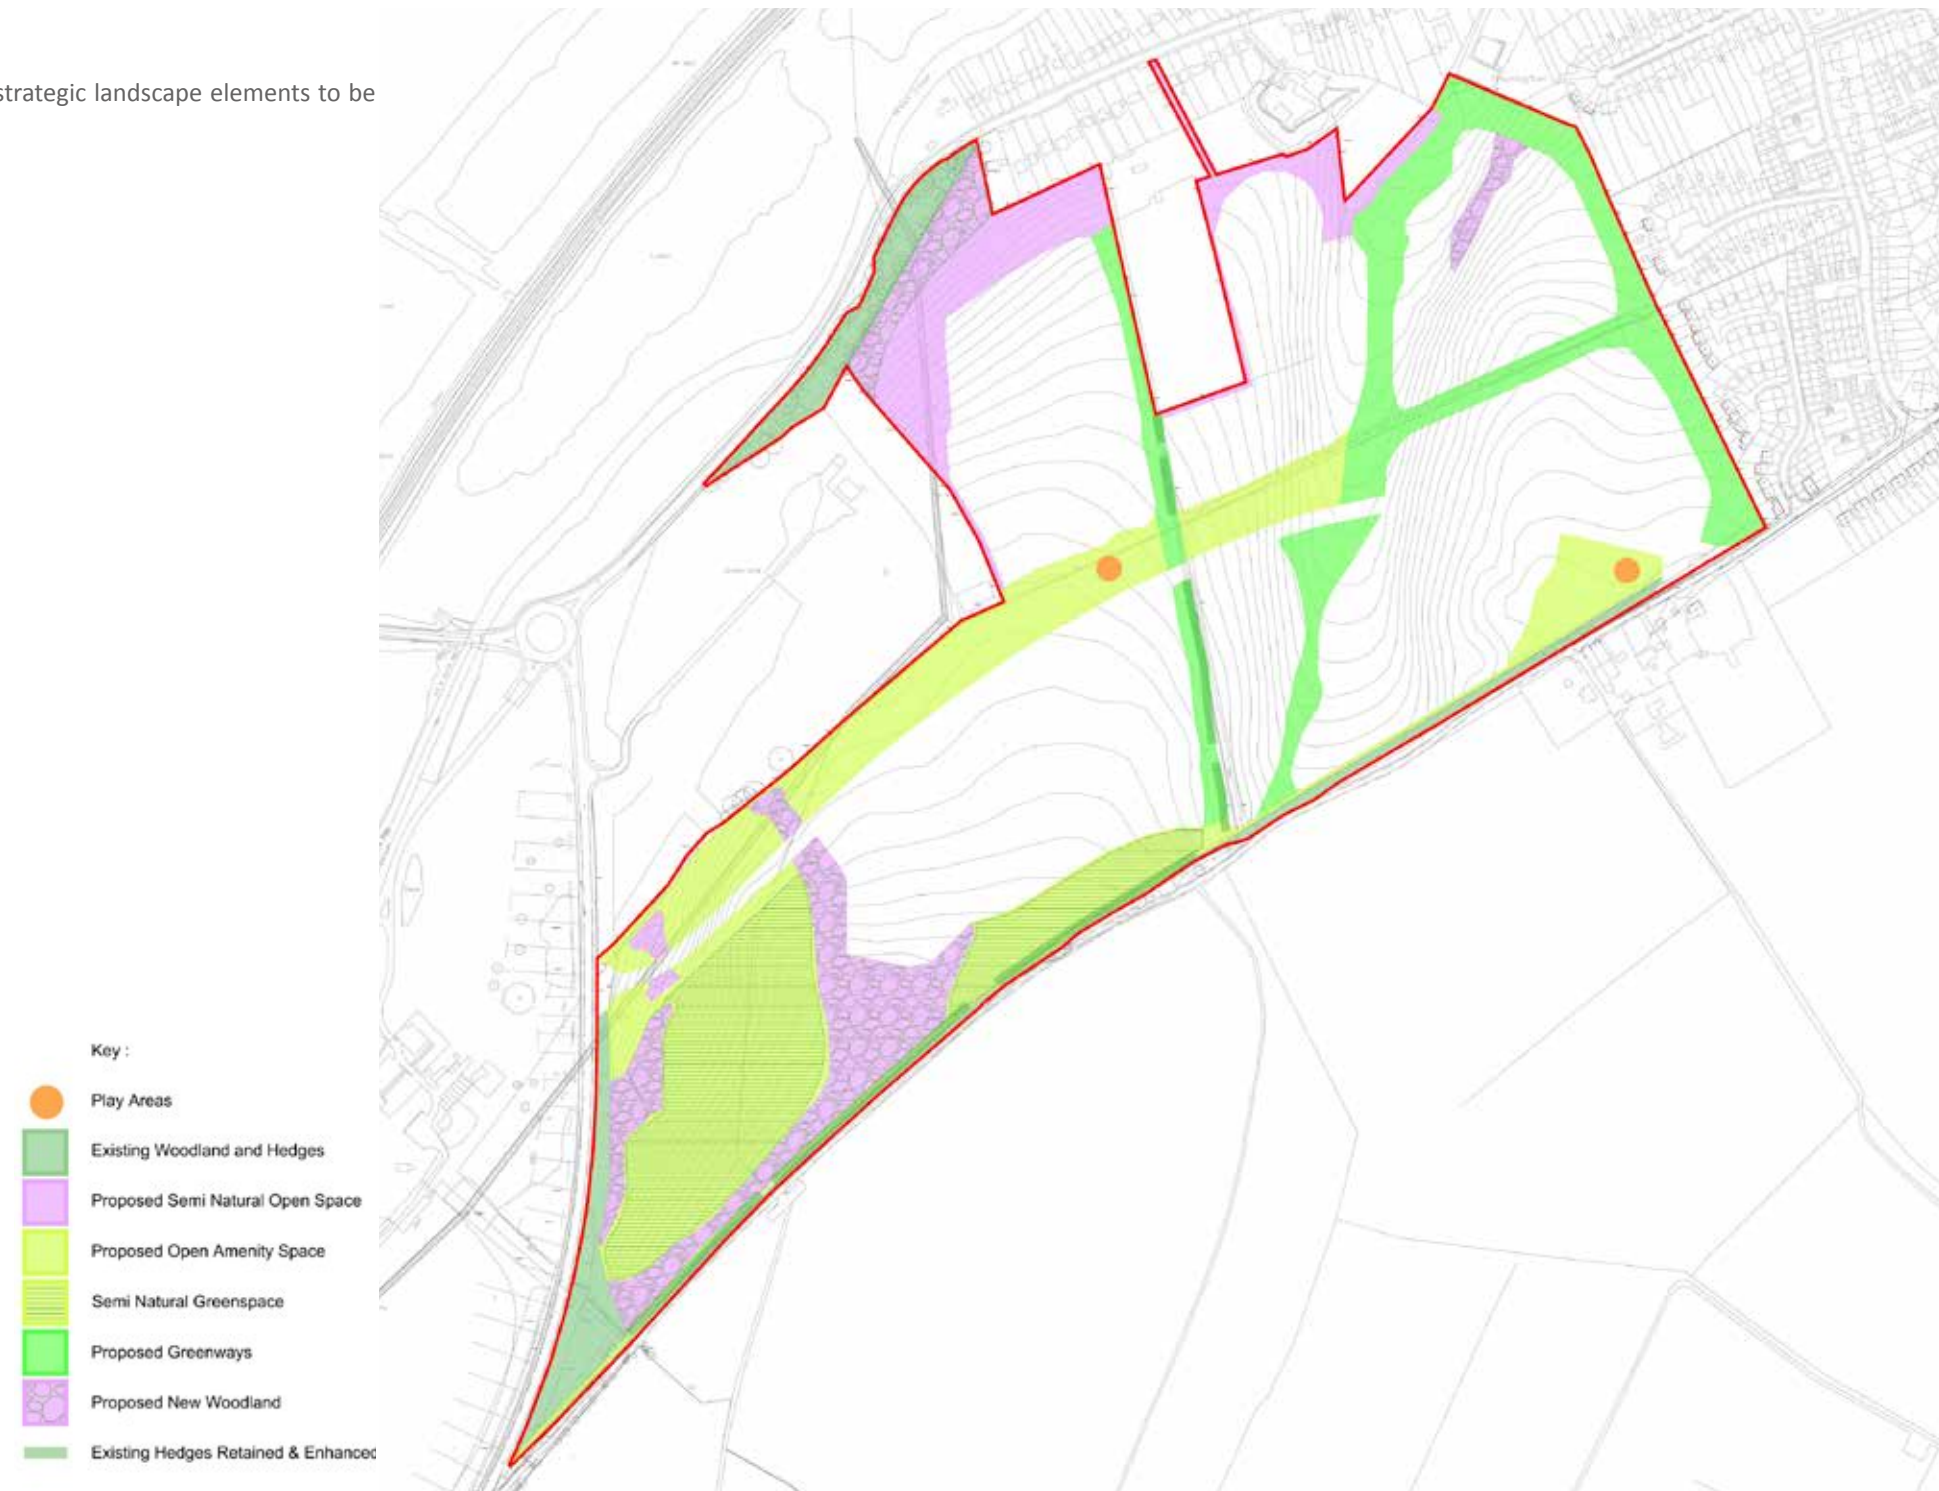 strategic landscape elements to be
Key :
Play Areas
Existing Woodland and Hedges
Proposed Semi Natural Open Space
Proposed Open Amenity Space
Semi Natural Greenspace
Proposed Greenways
Proposed New Woodland
Existing Hedges Retained & Enhanced